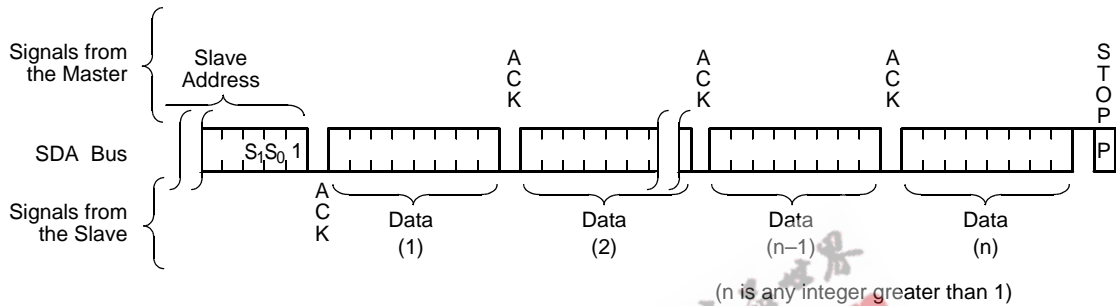 Signals from
the Master
Slave
Address
A
C
K
A
C
K
A
C
K
S
T
O
P
SDA Bus
S1S0 1
P
Signals from
the Slave
A
C
K
Data
(1)
Data
(2)
Data
(n–1)
Data
(n)
(n is any integer greater than 1)